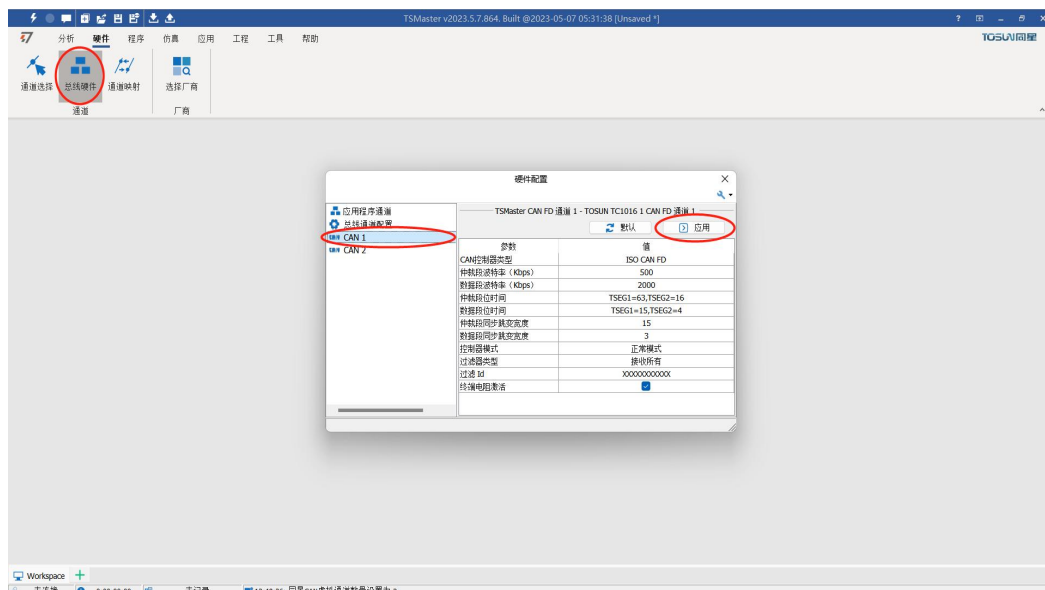 TSMaster v2023.5.7.864. Built @2023-05-07 05:31:38 [Unsaved *]
分析 硬件 程序 仿真 应用 工程 工具 帮助
TOSUN同星
通道选择 总线硬件 通道映射 选择厂商
通道 厂商
硬件配置
应用程序通道
总线通道配置
CAN 1
CAN 2
TSMaster CAN FD 通道 1 - TOSUN TC1016 1 CAN FD 通道 1
默认 应用
参数 值
CAN控制器类型 ISO CAN FD
仲裁段波特率（Kbps） 500
数据段波特率（Kbps） 2000
仲裁段位时间 TSEG1=63,TSEG2=16
数据段位时间 TSEG1=15,TSEG2=4
仲裁段同步跳变宽度 15
数据段同步跳变宽度 3
控制器模式 正常模式
过滤器类型 接收所有
过滤 Id XXXXXXXXXXX
终端电阻激活
Workspace